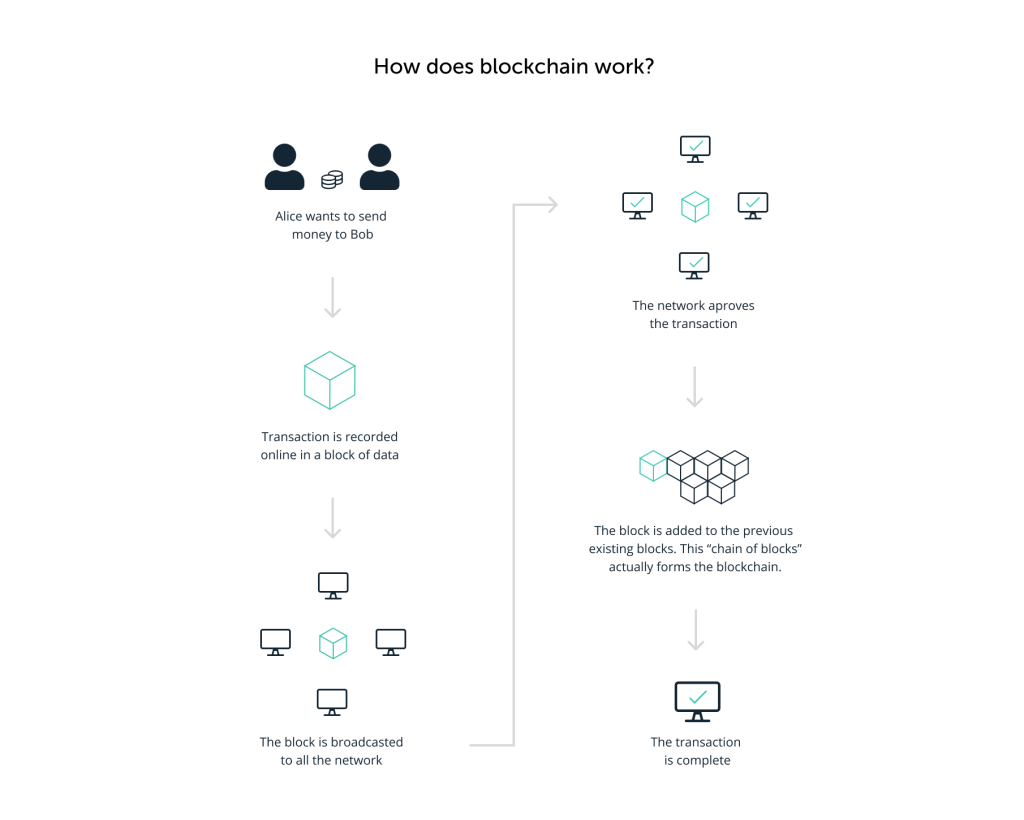 How does blockchain work?
Alice wants to send
money to Bob
Transaction is recorded
online in a block of data
The block is broadcasted
to all the network
The network aproves
the transaction
The block is added to the previous
existing blocks. This “chain of blocks”
actually forms the blockchain.
The transaction
is complete